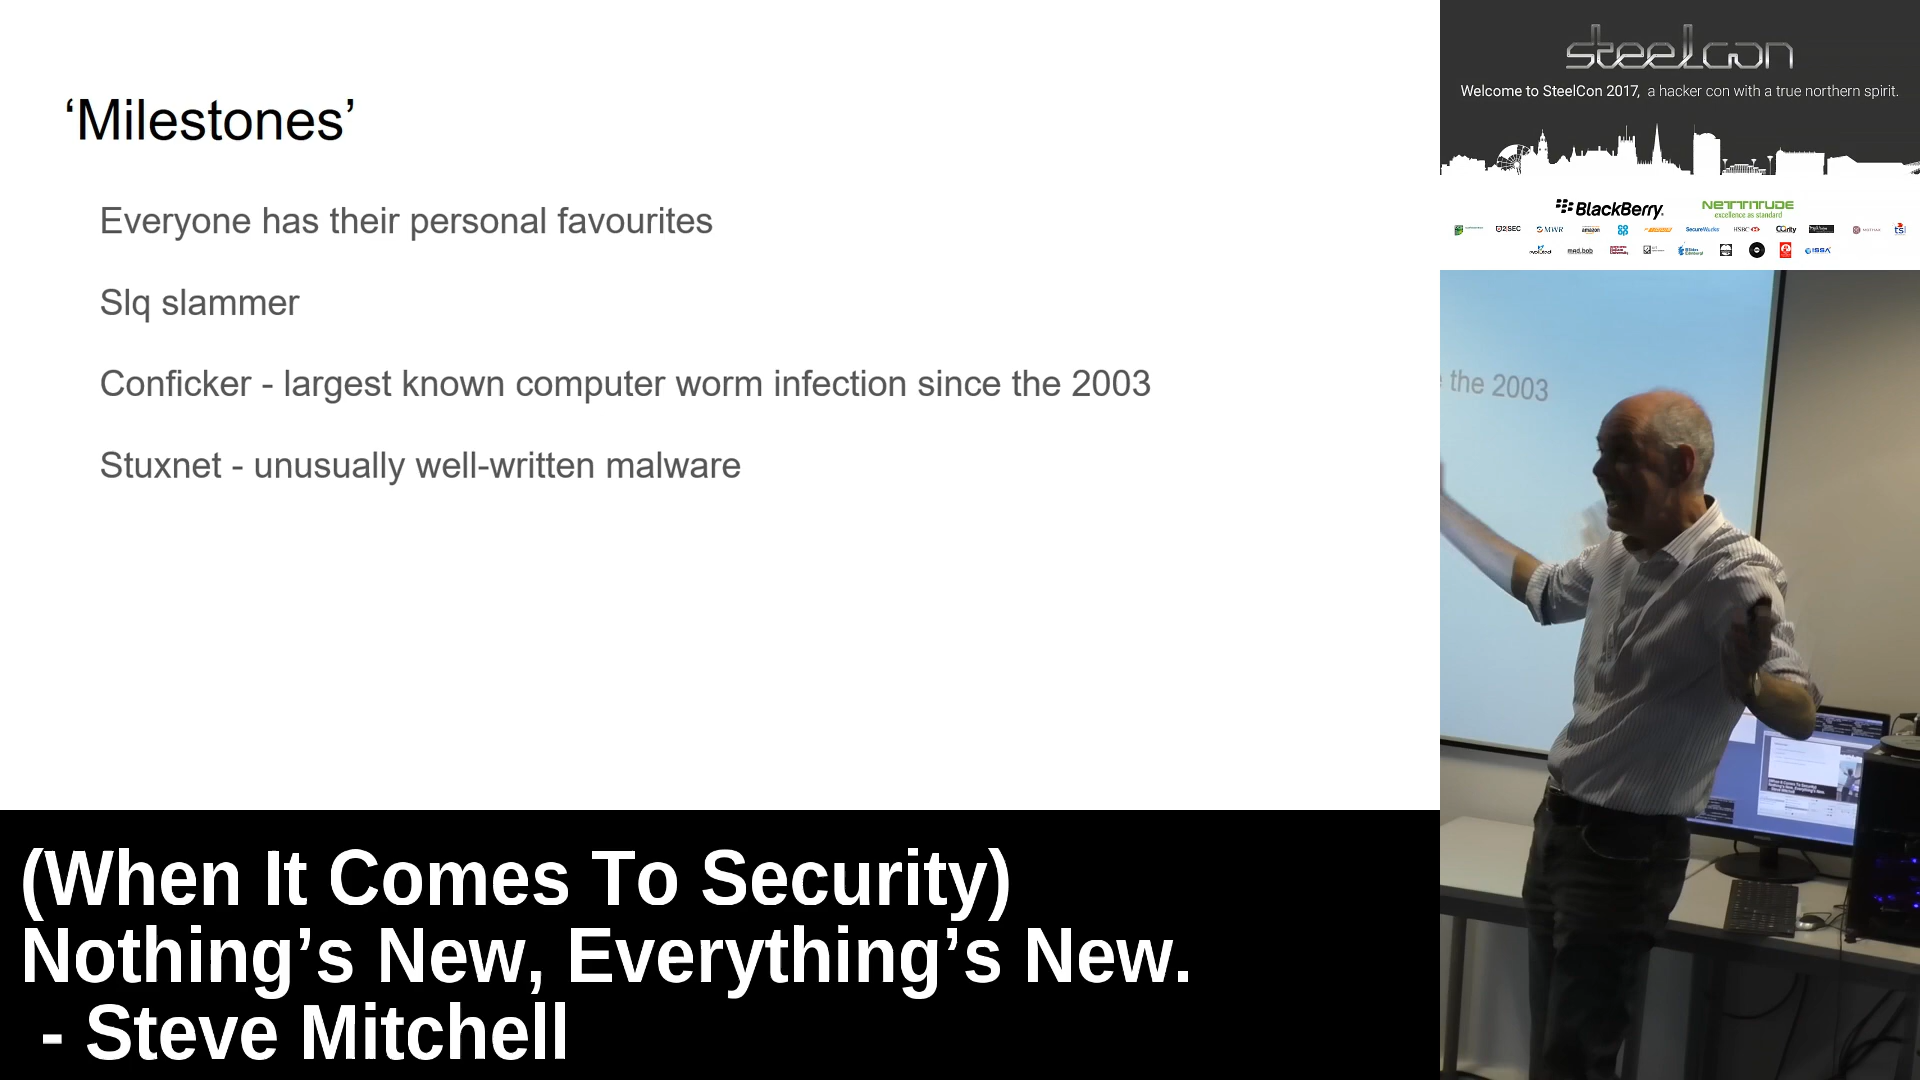 ‘Milestones’
Everyone has their personal favourites
Slq slammer
Conficker - largest known computer worm infection since the 2003
Stuxnet - unusually well-written malware
steelcon
Welcome to SteelCon 2017, a hacker con with a true northern spirit.
BlackBerry.
NETTITUDE
excellence as standard
MWR
amazon
SecureWorks
HSBC
tsi
mad.bob
ISSA
the 2003
(When It Comes To Security)
Nothing’s New, Everything’s New.
- Steve Mitchell